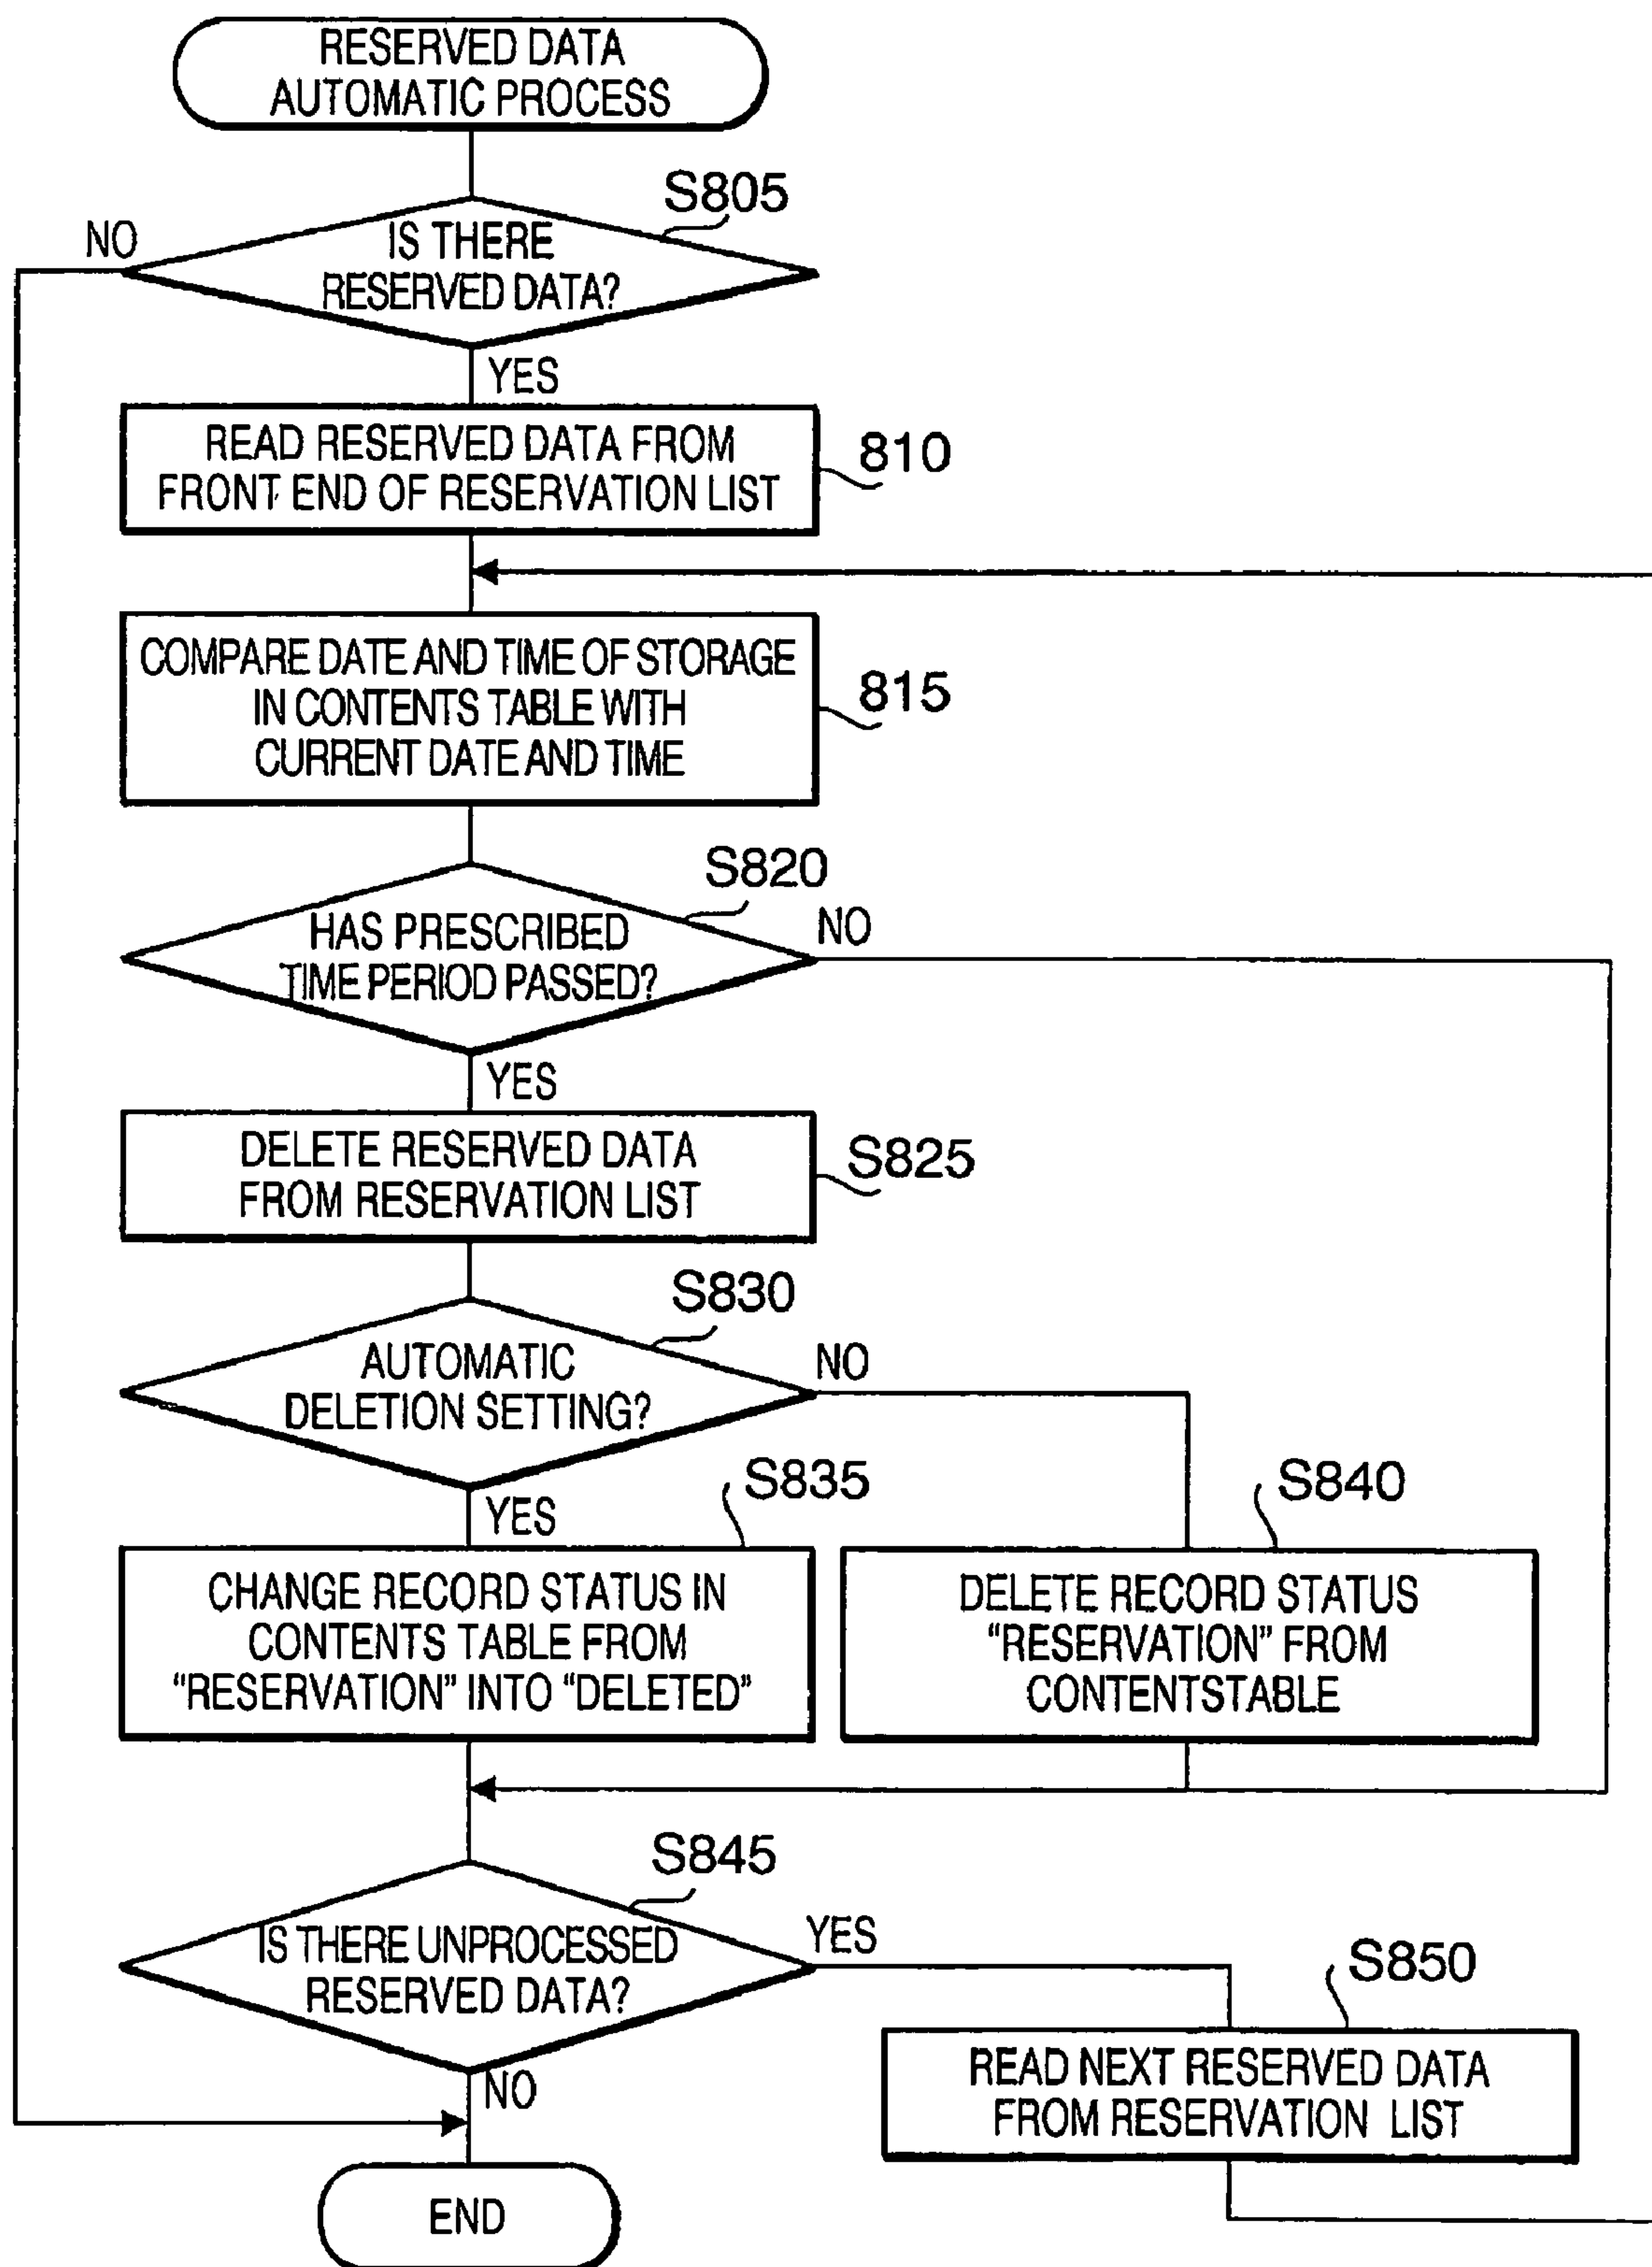 RESERVED DATA
AUTOMATIC PROCESS
S805
NO
IS THERE
RESERVED DATA?
YES
READ RESERVED DATA FROM
FRONT END OF RESERVATION LIST
810
COMPARE DATE AND TIME OF STORAGE
IN CONTENTS TABLE WITH
CURRENT DATE AND TIME
815
S820
HAS PRESCRIBED
TIME PERIOD PASSED?
NO
YES
DELETE RESERVED DATA
FROM RESERVATION LIST
S825
S830
AUTOMATIC
DELETION SETTING?
NO
YES
S835
CHANGE RECORD STATUS IN
CONTENTS TABLE FROM
“RESERVATION” INTO “DELETED”
S840
DELETE RECORD STATUS
“RESERVATION” FROM
CONTENTSTABLE
S845
IS THERE UNPROCESSED
RESERVED DATA?
YES
NO
S850
READ NEXT RESERVED DATA
FROM RESERVATION LIST
END